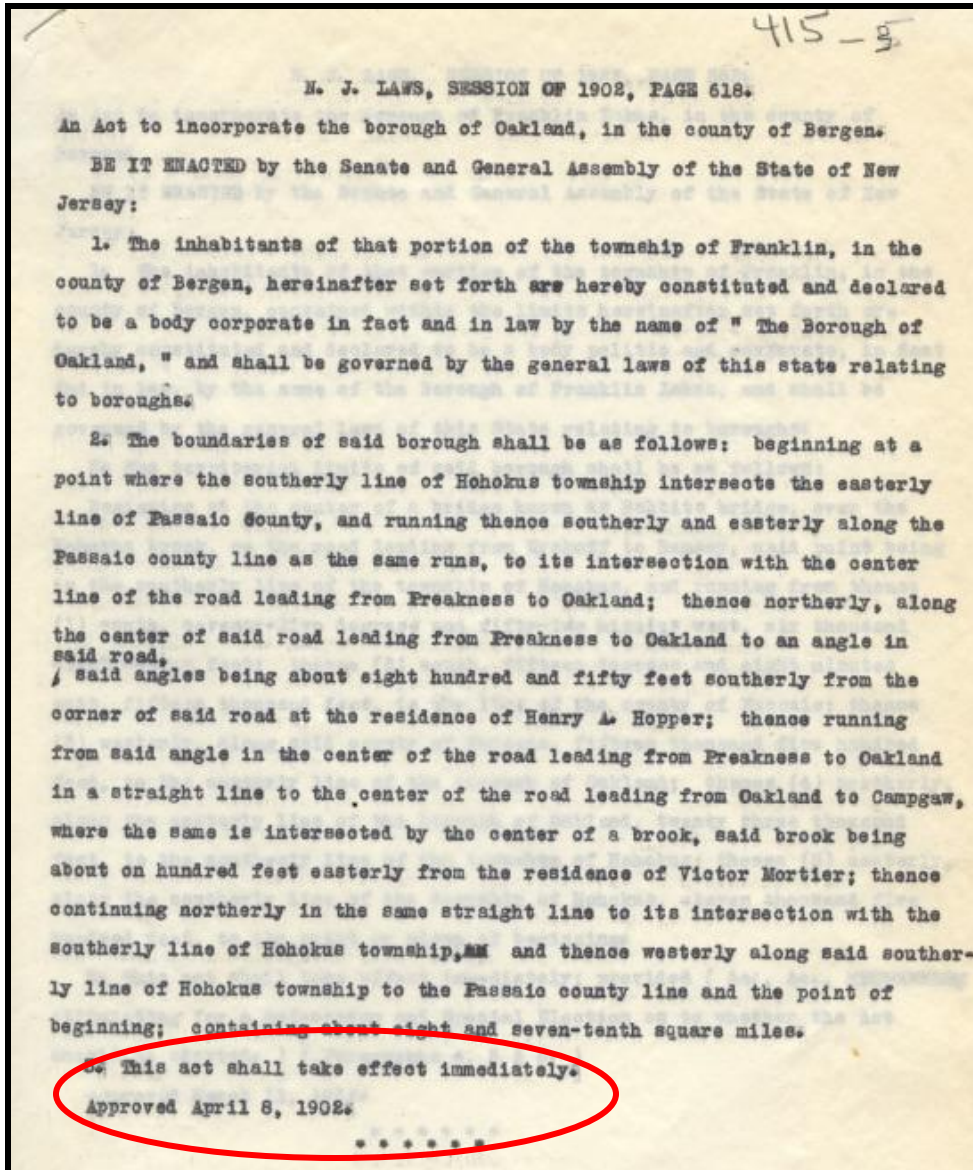 415-5
N. J. LAWS, SESSION OF 1902, PAGE 618.
An Act to incorporate the borough of Oakland, in the county of Bergen.
BE IT ENACTED by the Senate and General Assembly of the State of New
Jersey:
1. The inhabitants of that portion of the township of Franklin, in the
county of Bergen, hereinafter set forth are hereby constituted and declared
to be a body corporate in fact and in law by the name of " The Borough of
Oakland, " and shall be governed by the general laws of this state relating
to boroughs.
2. The boundaries of said borough shall be as follows: beginning at a
point where the southerly line of Hohokus township intersects the easterly
line of Passaic County, and running thence southerly and easterly along the
Passaic county line as the same runs, to its intersection with the center
line of the road leading from Preakness to Oakland; thence northerly, along
the center of said road leading from Preakness to Oakland to an angle in
said road,
said angles being about eight hundred and fifty feet southerly from the
corner of said road at the residence of Henry A. Hopper; thence running
from said angle in the center of the road leading from Preakness to Oakland
in a straight line to the center of the road leading from Oakland to Campgaw,
where the same is intersected by the center of a brook, said brook being
about on hundred feet easterly from the residence of Victor Mortier; thence
continuing northerly in the same straight line to its intersection with the
southerly line of Hohokus township, and thence westerly along said souther-
ly line of Hohokus township to the Passaic county line and the point of
beginning; containing about eight and seven-tenth square miles.
3. This act shall take effect immediately.
Approved April 8, 1902.
* * * * * *